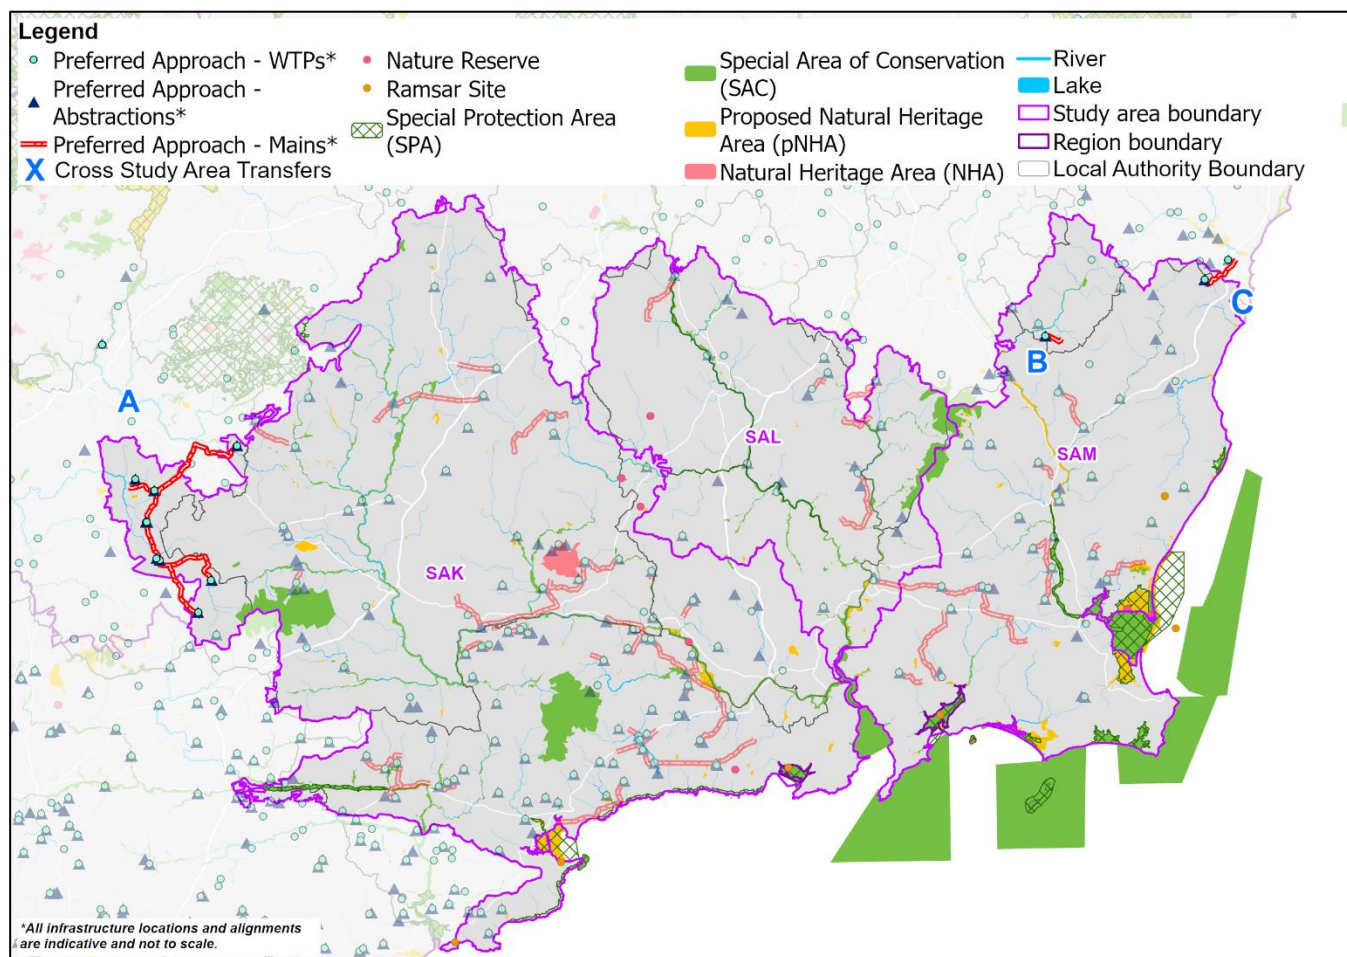 Legend
Preferred Approach - WTPs*
Preferred Approach -
Abstractions*
Preferred Approach - Mains*
X Cross Study Area Transfers
Nature Reserve
Ramsar Site
Special Protection Area
(SPA)
Special Area of Conservation
(SAC)
Proposed Natural Heritage
Area (pNHA)
Natural Heritage Area (NHA)
River
Lake
Study area boundary
Region boundary
Local Authority Boundary
C
B
A
SAL
SAM
SAK
*All infrastructure locations and alignments
are indicative and not to scale.